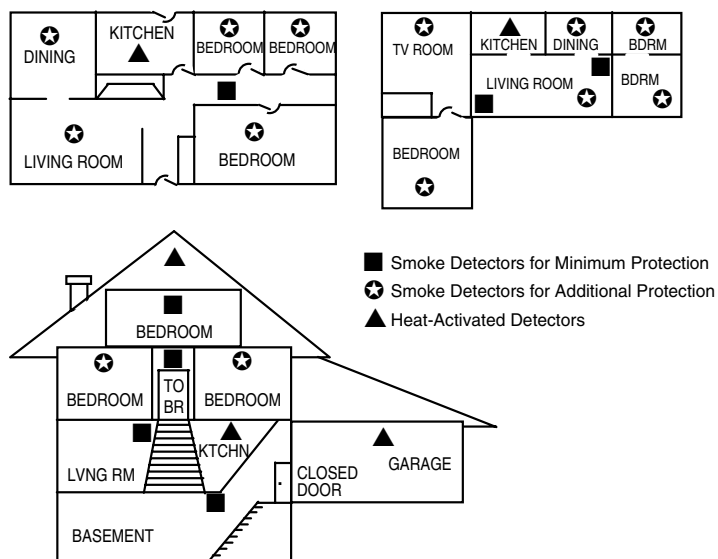 DINING
KITCHEN
BEDROOM
BEDROOM
LIVING ROOM
BEDROOM
TV ROOM
KITCHEN
DINING
BDRM
LIVING ROOM
BDRM
BEDROOM
Smoke Detectors for Minimum Protection
Smoke Detectors for Additional Protection
Heat-Activated Detectors
BEDROOM
BEDROOM
TO
BR
BEDROOM
LVNG RM
KTCHN
CLOSED
DOOR
GARAGE
BASEMENT